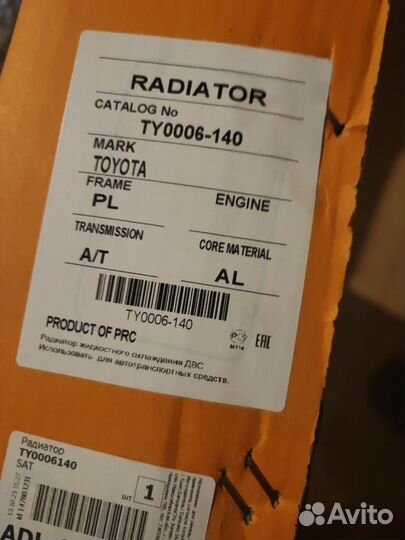 RADIATOR
CATALOG No
TY0006-140
MARK
TOYOTA
FRAME
ENGINE
PL
TRANSMISSION
CORE MATERIAL
A/T
AL
TY0006-140
PRODUCT OF PRC
EAC
Радиатор жидкостного охлаждения ДВС
Использовать для автотранспортных средств.
Радиатор
TY0006140
SAT
шт 1
Avito